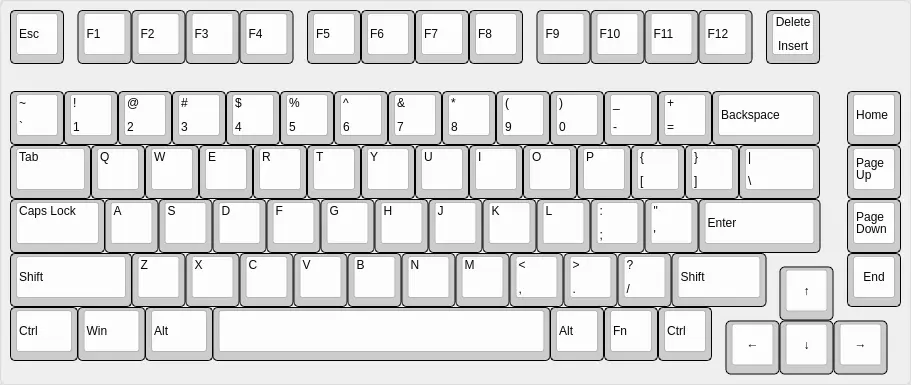 Esc F1 F2 F3 F4 F5 F6 F7 F8 F9 F10 F11 F12 Delete
Insert
~ ! @ # $ % ^ & * ( ) _ +
` 1 2 3 4 5 6 7 8 9 0 - = Backspace Home
Tab Q W E R T Y U I O P { } | Page
[ ] \ Up
Caps Lock A S D F G H J K L : " Enter Page
; ' Down
Shift Z X C V B N M < > ? Shift End
, . /
↑
Ctrl Win Alt Alt Fn Ctrl
← ↓ →